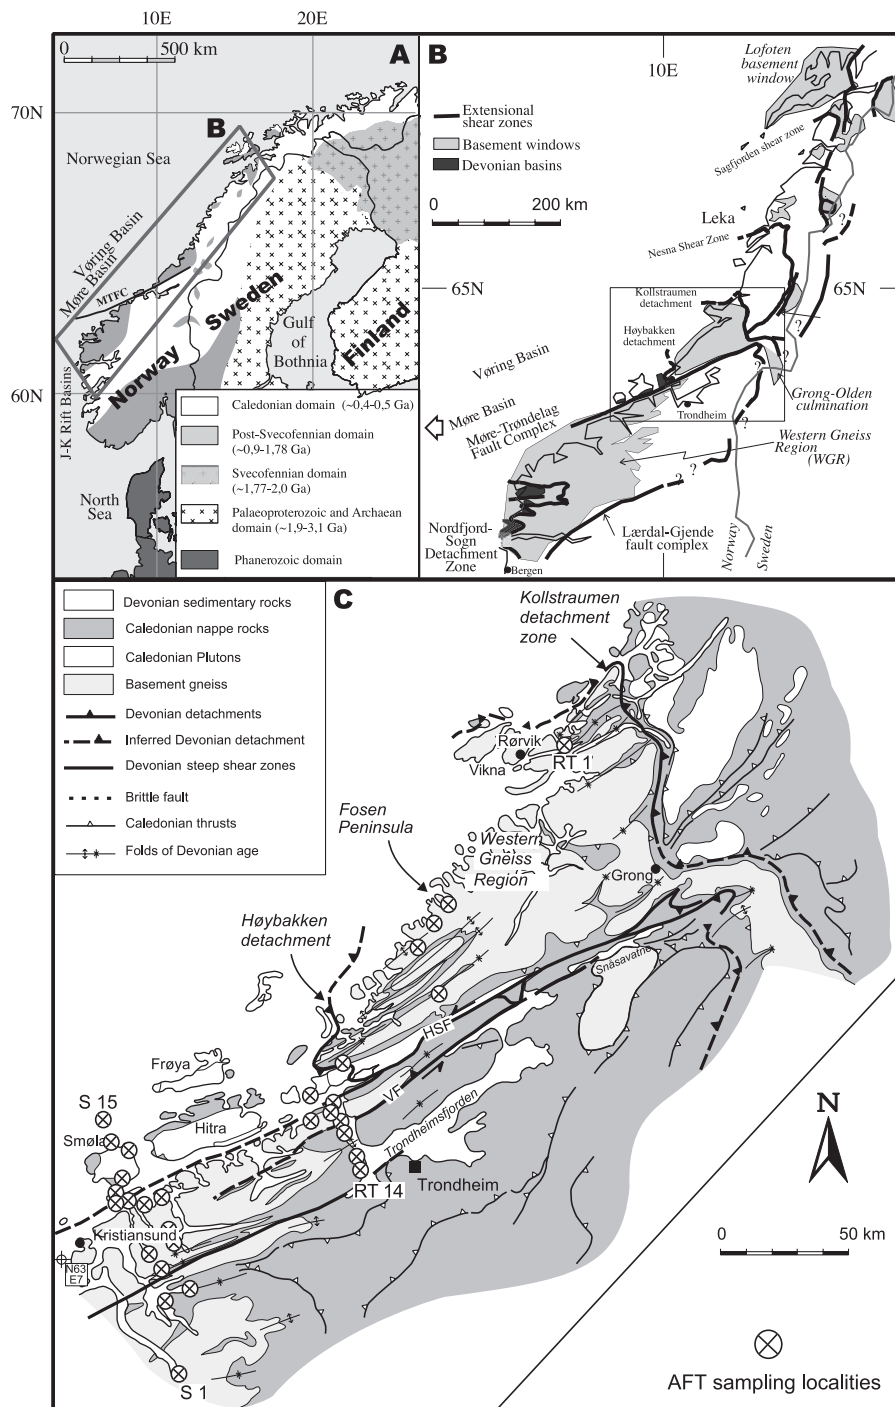 10E
20E
0
500 km
A
70N
B
Norwegian Sea
Vøring Basin
Møre Basin
MTFC
Sweden
Norway
Gulf
of
Bothnia
Finland
60N
J-K Rift Basins
North
Sea
Caledonian domain (~0,4-0,5 Ga)
Post-Svecofennian domain
(~0,9-1,78 Ga)
Svecofennian domain
(~1,77-2,0 Ga)
Palaeoproterozoic and Archaean
domain (~1,9-3,1 Ga)
Phanerozoic domain
B
10E
Lofoten
basement
window
Extensional
shear zones
Basement windows
Devonian basins
0
200 km
Sagfjorden shear zone
Leka
Nesna Shear Zone
?
65N
65N
Kollstraumen
detachment
?
Høybakken
detachment
?
?
Vøring Basin
Grong-Olden
culmination
Trondheim
Møre Basin
Møre-Trøndelag
Fault Complex
Western Gneiss
Region
(WGR)
?
?
Nordfjord-
Sogn
Detachment
Zone
Lærdal-Gjende
fault complex
Norway
Sweden
Bergen
C
Devonian sedimentary rocks
Caledonian nappe rocks
Caledonian Plutons
Basement gneiss
Devonian detachments
Inferred Devonian detachment
Devonian steep shear zones
Brittle fault
Caledonian thrusts
Folds of Devonian age
Kollstraumen
detachment
zone
Rørvik
Vikna
RT 1
Fosen
Peninsula
Western
Gneiss
Region
Grong
Høybakken
detachment
Snåsavatnet
HSF
VF
Trondheimsfjorden
Frøya
Hitra
S 15
Smøla
RT 14
Trondheim
Kristiansund
N63
E7
S 1
N
0
50 km
AFT sampling localities